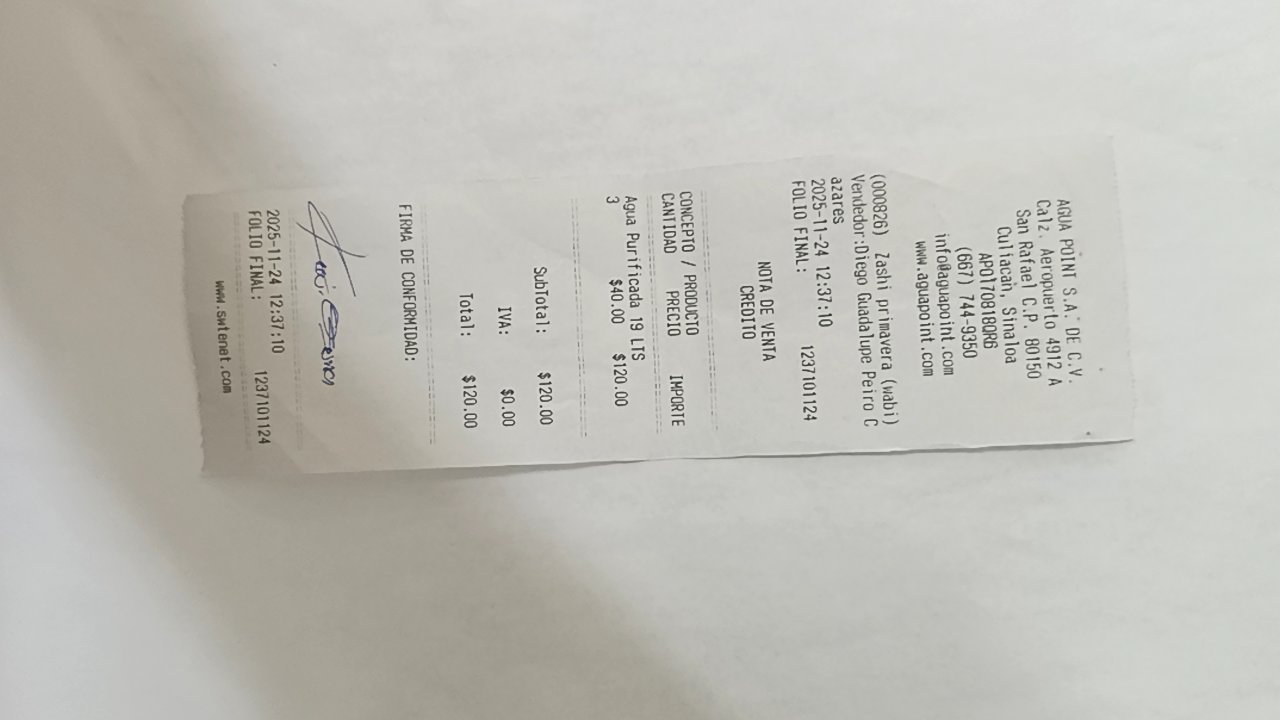 AGUA POINT S.A. DE C.V.
Calz. Aeropuerto 4912 A
San Rafael C.P. 80150
Culiacan, Sinaloa
APO170818QR6
(667) 744-9350
info@aguapoint.com
www.aguapoint.com
(000826) Zashi primavera (wabi)
Vendedor:Diego Guadalupe Peiro C
azares
2025-11-24 12:37:10
FOLIO FINAL: 1237101124
NOTA DE VENTA
CREDITO
CONCEPTO / PRODUCTO
CANTIDAD PRECIO IMPORTE
Agua Purificada 19 LTS
3 $40.00 $120.00
SubTotal: $120.00
IVA: $0.00
Total: $120.00
FIRMA DE CONFORMIDAD:
2025-11-24 12:37:10
FOLIO FINAL: 1237101124
www.swtenet.com